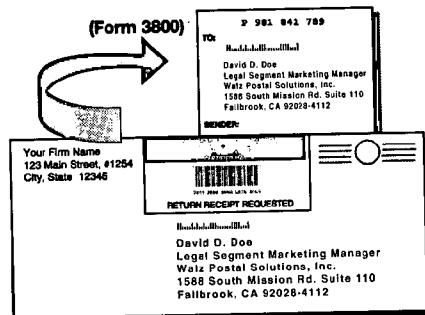 (Form 3800)
P 981 841 789
TO:
David D. Doe
Legal Segment Marketing Manager
Walz Postal Solutions, Inc.
1588 South Mission Rd. Suite 110
Fallbrook, CA 92028-4112
SENDER:
Your Firm Name
123 Main Street, #1254
City, State 12345
RETURN RECEIPT REQUESTED
David D. Doe
Legal Segment Marketing Manager
Walz Postal Solutions, Inc.
1588 South Mission Rd. Suite 110
Fallbrook, CA 92028-4112